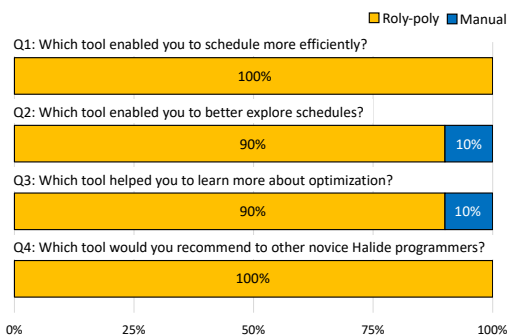 Roly-poly Manual
Q1: Which tool enabled you to schedule more efficiently?
100%
Q2: Which tool enabled you to better explore schedules?
90% 10%
Q3: Which tool helped you to learn more about optimization?
90% 10%
Q4: Which tool would you recommend to other novice Halide programmers?
100%
0% 25% 50% 75% 100%